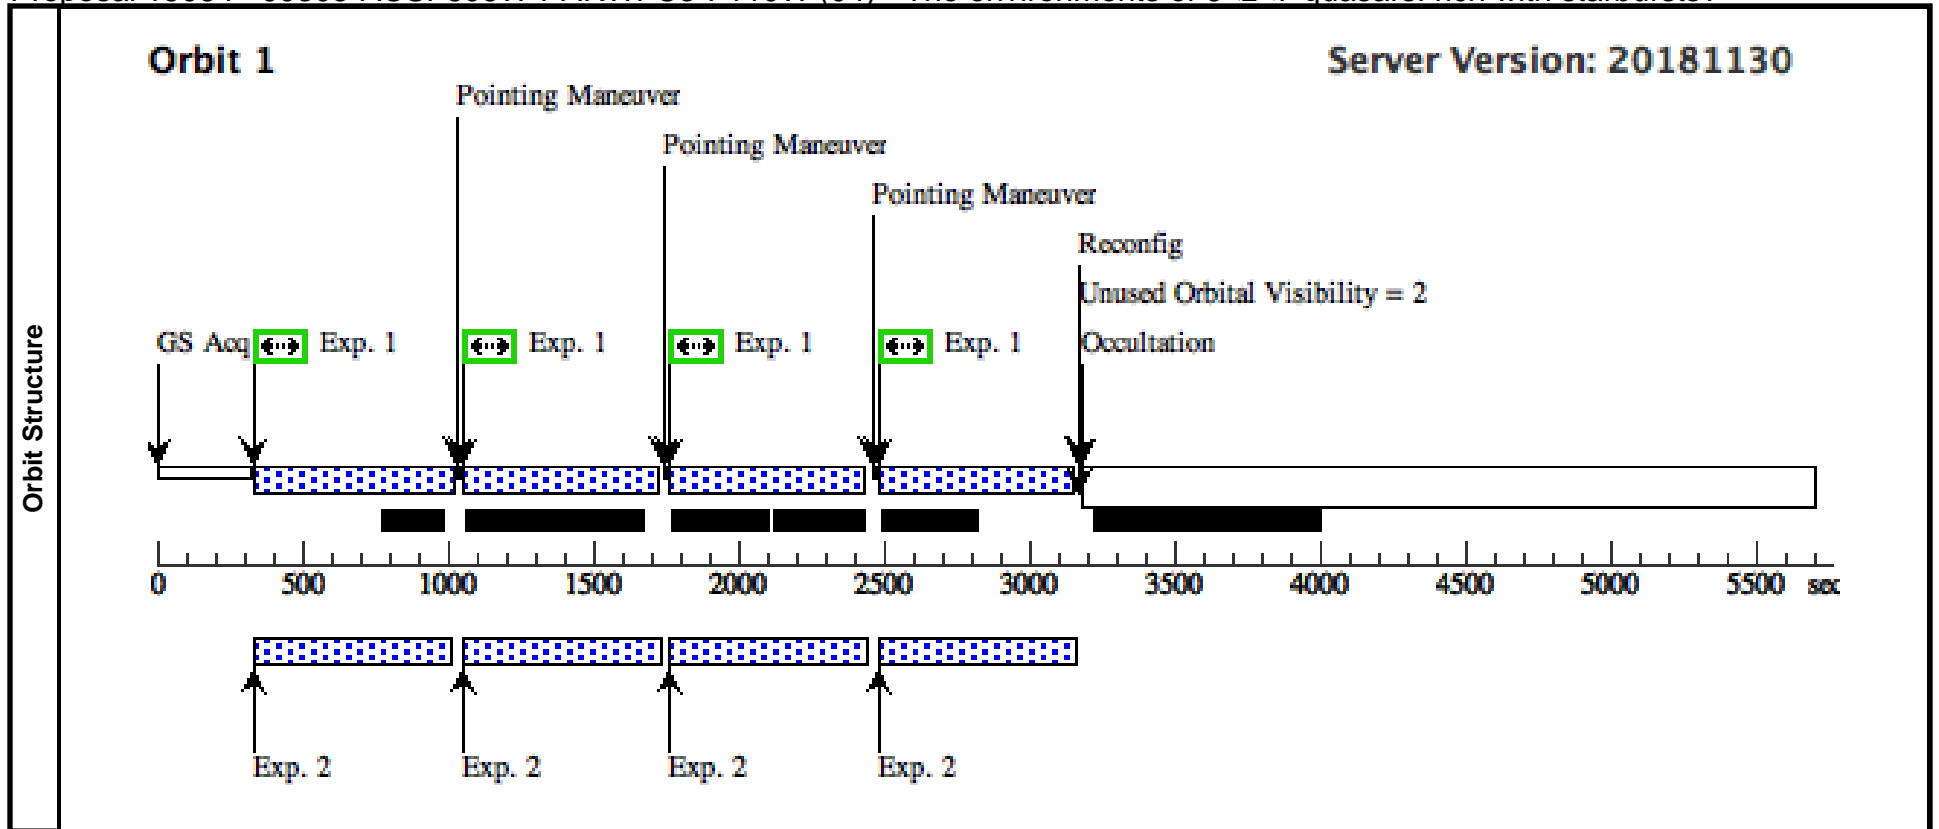 Orbit 1
Server Version: 20181130
Pointing Maneuver
Pointing Maneuver
Pointing Maneuver
Reconfig
Unused Orbital Visibility = 2
GS Acq Exp. 1 Exp. 1 Exp. 1 Exp. 1 Occultation
Orbit Structure
0 500 1000 1500 2000 2500 3000 3500 4000 4500 5000 5500 sec
Exp. 2 Exp. 2 Exp. 2 Exp. 2